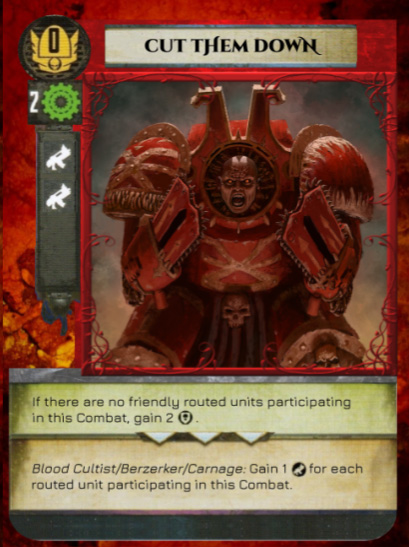 0
CUT THEM DOWN
2
If there are no friendly routed units participating
in this Combat, gain 2 .
Blood Cultist/Berzerker/Carnage: Gain 1 for each
routed unit participating in this Combat.